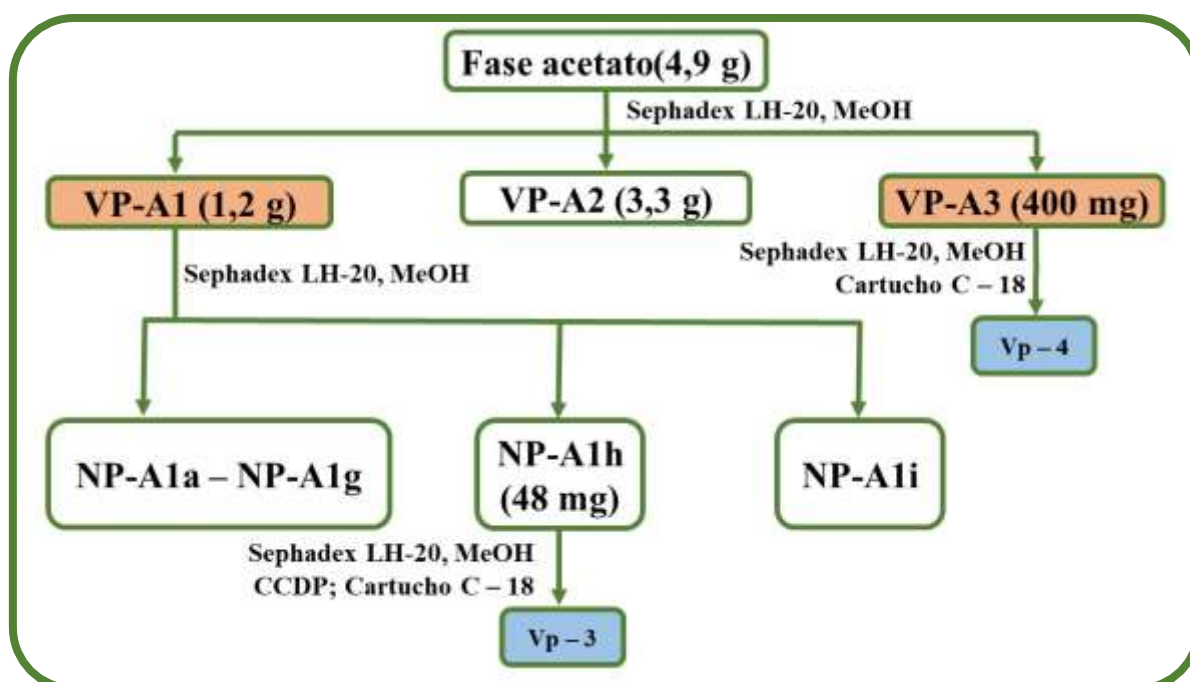 Fase acetato(4,9 g)
Sephadex LH-20, MeOH
VP-A1 (1,2 g)
VP-A2 (3,3 g)
VP-A3 (400 mg)
Sephadex LH-20, MeOH
Sephadex LH-20, MeOH
Cartucho C – 18
Vp – 4
NP-A1a – NP-A1g
NP-A1h
(48 mg)
NP-A1i
Sephadex LH-20, MeOH
CCDP; Cartucho C – 18
Vp – 3